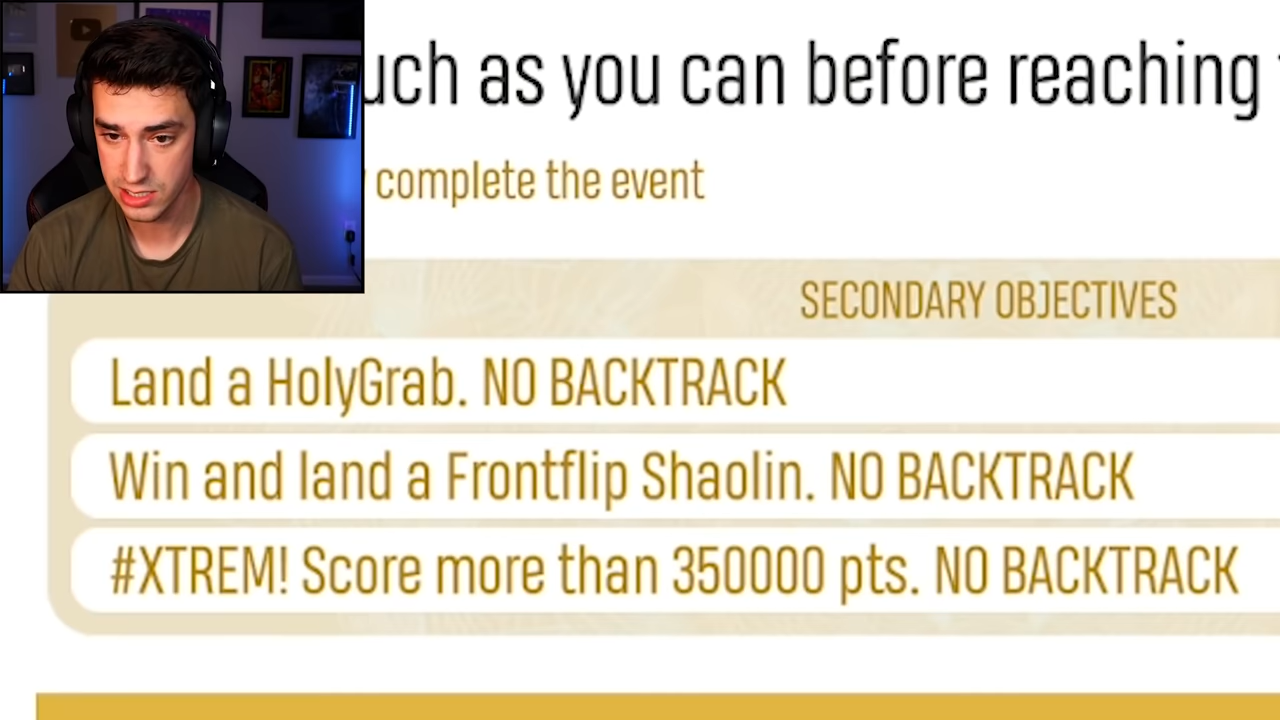 uch as you can before reaching
complete the event
SECONDARY OBJECTIVES
Land a HolyGrab. NO BACKTRACK
Win and land a Frontflip Shaolin. NO BACKTRACK
#XTREM! Score more than 350000 pts. NO BACKTRACK